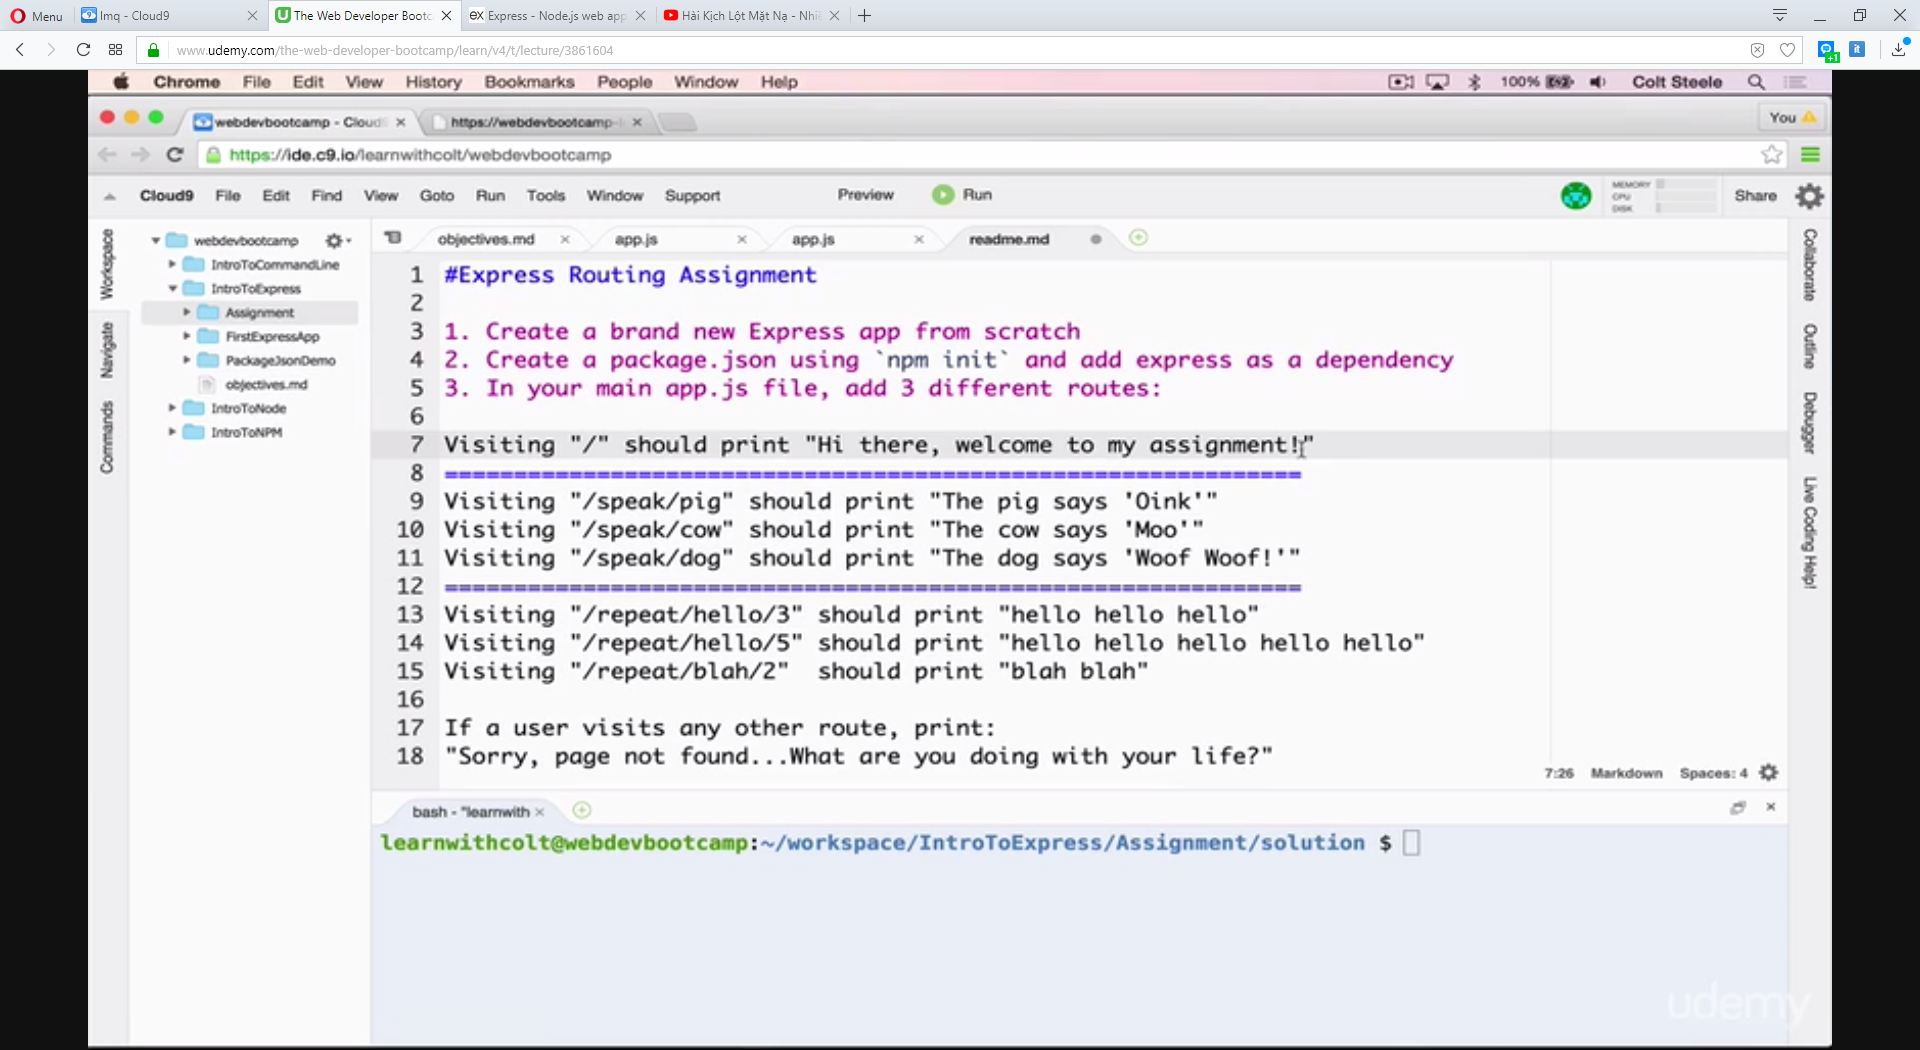 Menu
Imq - Cloud9
The Web Developer Bootc
Express - Node.js web app
Hài Kịch Lột Mặt Nạ - Nhi
www.udemy.com/the-web-developer-bootcamp/learn/v4/t/lecture/3861604
Chrome File Edit View History Bookmarks People Window Help
100%
Colt Steele
webdevbootcamp - Cloud
https://webdevbootcamp-
You
https://ide.c9.io/learnwithcolt/webdevbootcamp
Cloud9 File Edit Find View Goto Run Tools Window Support
Preview
Run
MEMORY
CPU
DISK
Share
Workspace
Navigate
Commands
webdevbootcamp
IntroToCommandLine
IntroToExpress
Assignment
FirstExpressApp
PackageJsonDemo
objectives.md
IntroToNode
IntroToNPM
objectives.md
app.js
app.js
readme.md
1 #Express Routing Assignment
2
3 1. Create a brand new Express app from scratch
4 2. Create a package.json using `npm init` and add express as a dependency
5 3. In your main app.js file, add 3 different routes:
6
7 Visiting "/" should print "Hi there, welcome to my assignment!"
8 ==============================================================
9 Visiting "/speak/pig" should print "The pig says 'Oink'"
10 Visiting "/speak/cow" should print "The cow says 'Moo'"
11 Visiting "/speak/dog" should print "The dog says 'Woof Woof!'"
12 ==============================================================
13 Visiting "/repeat/hello/3" should print "hello hello hello"
14 Visiting "/repeat/hello/5" should print "hello hello hello hello hello"
15 Visiting "/repeat/blah/2"  should print "blah blah"
16
17 If a user visits any other route, print:
18 "Sorry, page not found...What are you doing with your life?"
7:26 Markdown Spaces: 4
Collaborate
Outline
Debugger
Live Coding Help!
bash - "learnwith
learnwithcolt@webdevbootcamp:~/workspace/IntroToExpress/Assignment/solution $
udemy